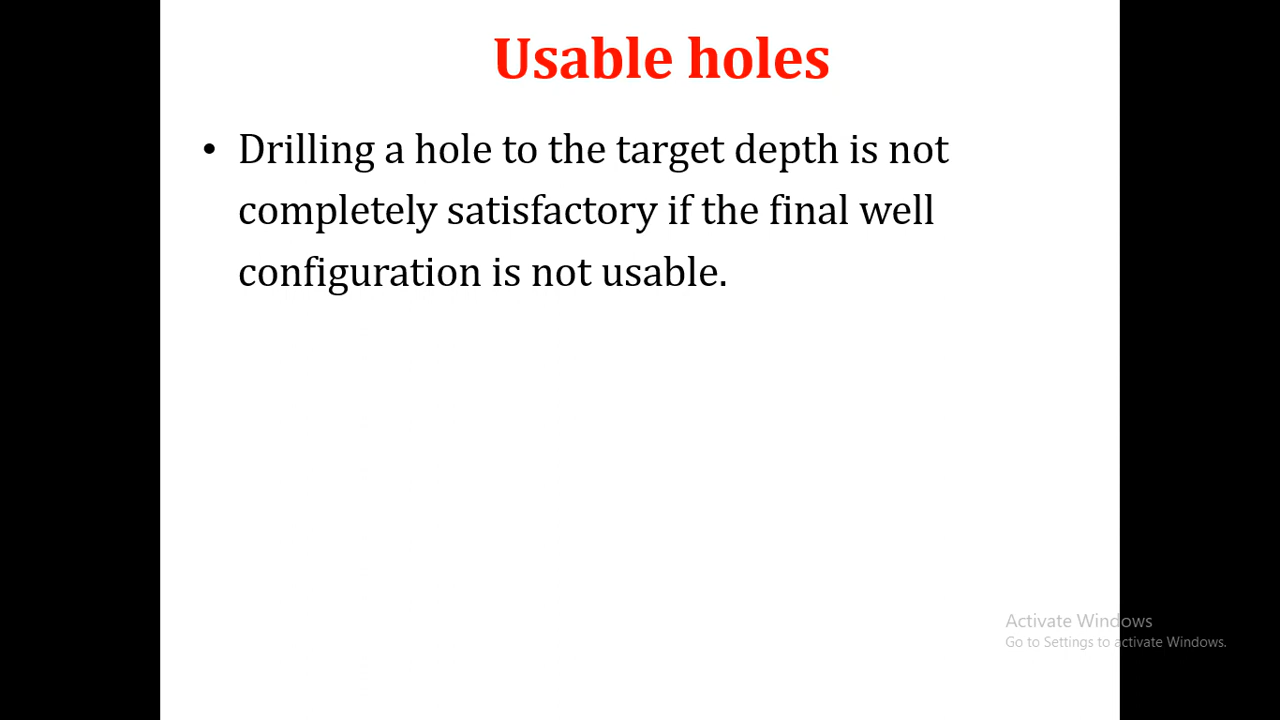 Usable holes
• Drilling a hole to the target depth is not
completely satisfactory if the final well
configuration is not usable.
Activate Windows
Go to Settings to activate Windows.